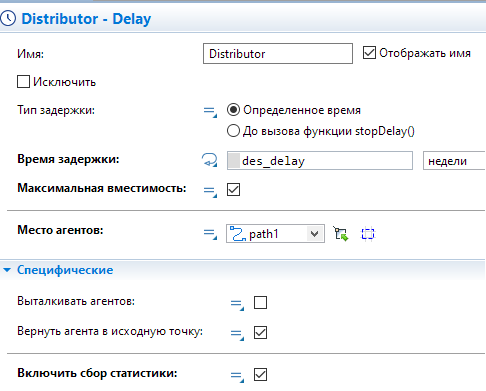 Distributor - Delay
Имя: Distributor Отображать имя
Исключить
Тип задержки: Определенное время
До вызова функции stopDelay()
Время задержки: des_delay недели
Максимальная вместимость:
Место агентов: path1
Специфические
Выталкивать агентов:
Вернуть агента в исходную точку:
Включить сбор статистики: